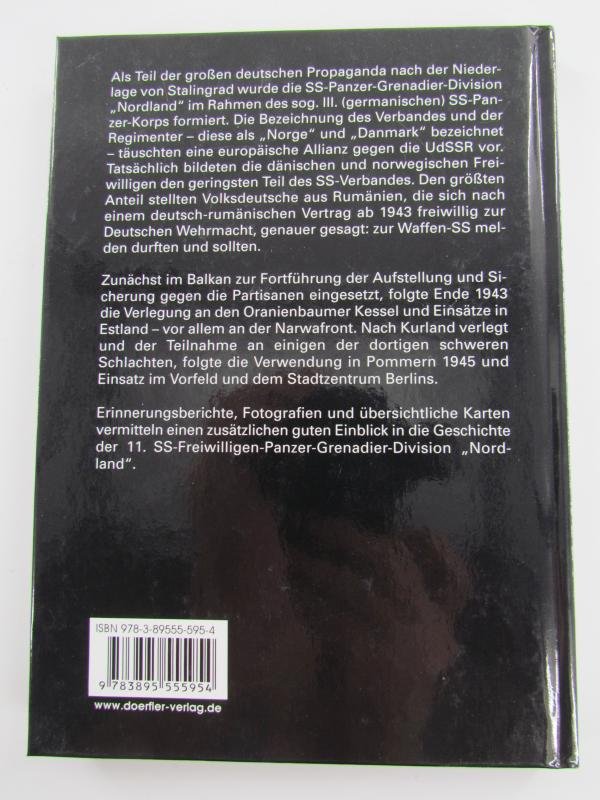 Als Teil der großen deutschen Propaganda nach der Nieder-
lage von Stalingrad wurde die SS-Panzer-Grenadier-Division
„Nordland“ im Rahmen des sog. III. (germanischen) SS-Pan-
zer-Korps formiert. Die Bezeichnung des Verbandes und der
Regimenter – diese als „Norge“ und „Danmark“ bezeichnet
– täuschten eine europäische Allianz gegen die UdSSR vor.
Tatsächlich bildeten die dänischen und norwegischen Frei-
willigen den geringsten Teil des SS-Verbandes. Den größten
Anteil stellten Volksdeutsche aus Rumänien, die sich nach
einem deutsch-rumänischen Vertrag ab 1943 freiwillig zur
Deutschen Wehrmacht, genauer gesagt: zur Waffen-SS mel-
den durften und sollten.
Zunächst im Balkan zur Fortführung der Aufstellung und Si-
cherung gegen die Partisanen eingesetzt, folgte Ende 1943
die Verlegung an den Oranienbaumer Kessel und Einsätze in
Estland – vor allem an der Narwafront. Nach Kurland verlegt
und der Teilnahme an einigen der dortigen schweren
Schlachten, folgte die Verwendung in Pommern 1945 und
Einsatz im Vorfeld und dem Stadtzentrum Berlins.
Erinnerungsberichte, Fotografien und übersichtliche Karten
vermitteln einen zusätzlichen guten Einblick in die Geschichte
der 11. SS-Freiwilligen-Panzer-Grenadier-Division „Nord-
land“.
ISBN 978-3-89555-595-4
9 783895 555954
www.doerfler-verlag.de